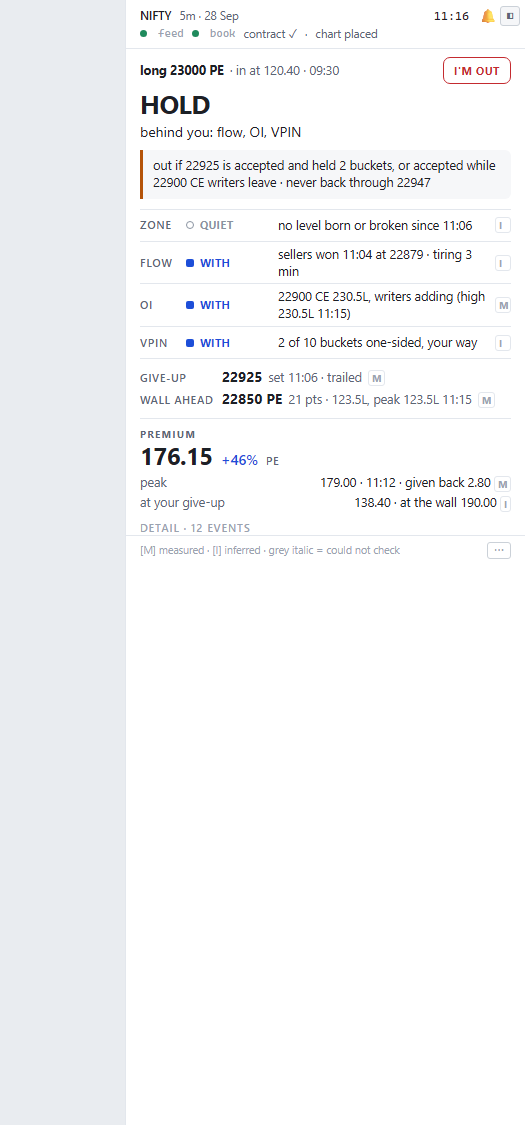 NIFTY 5m · 28 Sep 11:16
feed book contract ✓ · chart placed
long 23000 PE · in at 120.40 · 09:30 I'M OUT
HOLD
behind you: flow, OI, VPIN
out if 22925 is accepted and held 2 buckets, or accepted while
22900 CE writers leave · never back through 22947
ZONE QUIET no level born or broken since 11:06 I
FLOW WITH sellers won 11:04 at 22879 · tiring 3
min I
OI WITH 22900 CE 230.5L, writers adding (high
230.5L 11:15) M
VPIN WITH 2 of 10 buckets one-sided, your way I
GIVE-UP 22925 set 11:06 · trailed M
WALL AHEAD 22850 PE 21 pts · 123.5L, peak 123.5L 11:15 M
PREMIUM
176.15 +46% PE
peak 179.00 · 11:12 · given back 2.80 M
at your give-up 138.40 · at the wall 190.00 I
DETAIL · 12 EVENTS
[M] measured · [I] inferred · grey italic = could not check ···